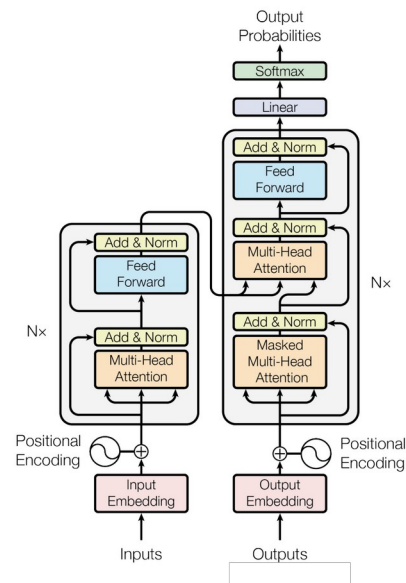 Output
Probabilities
Softmax
Linear
Add & Norm
Feed
Forward
Add & Norm
Multi-Head
Attention
Add & Norm
Masked
Multi-Head
Attention
Nx
Add & Norm
Feed
Forward
Add & Norm
Multi-Head
Attention
N×
Positional
Encoding
Positional
Encoding
Input
Embedding
Output
Embedding
Inputs
Outputs